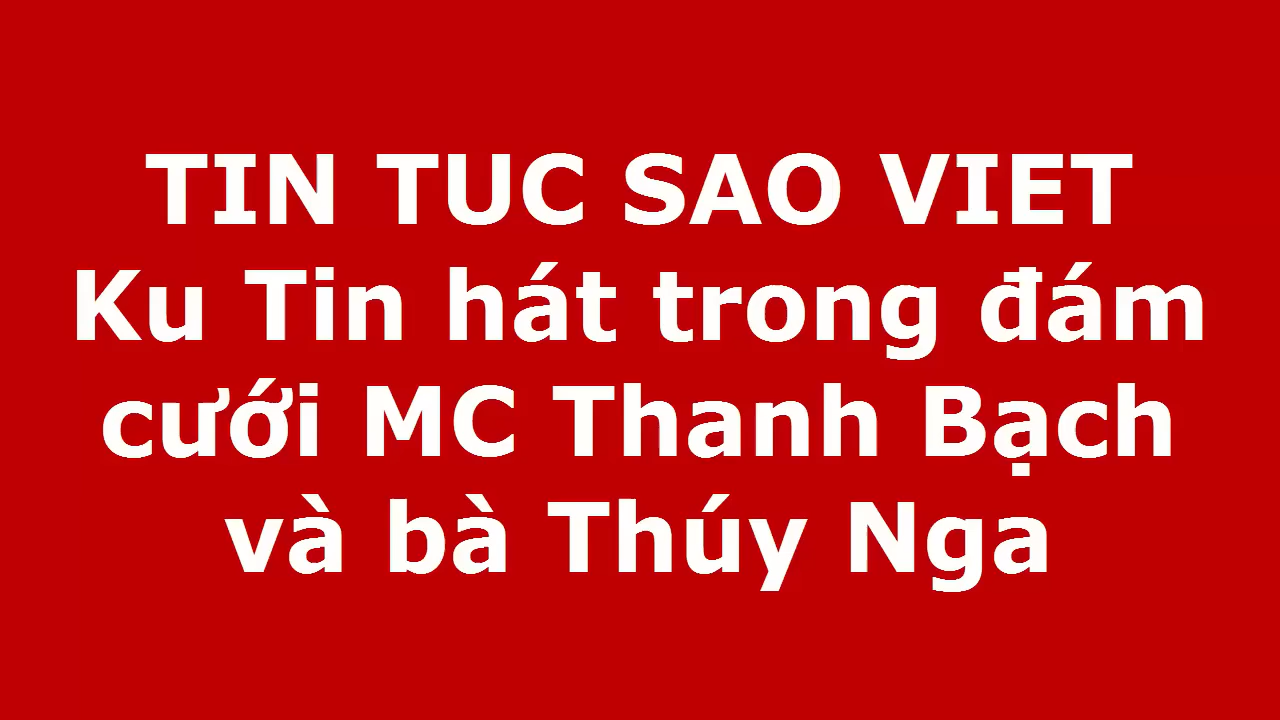 TIN TUC SAO VIET
Ku Tin hát trong đám
cưới MC Thanh Bạch
và bà Thúy Nga